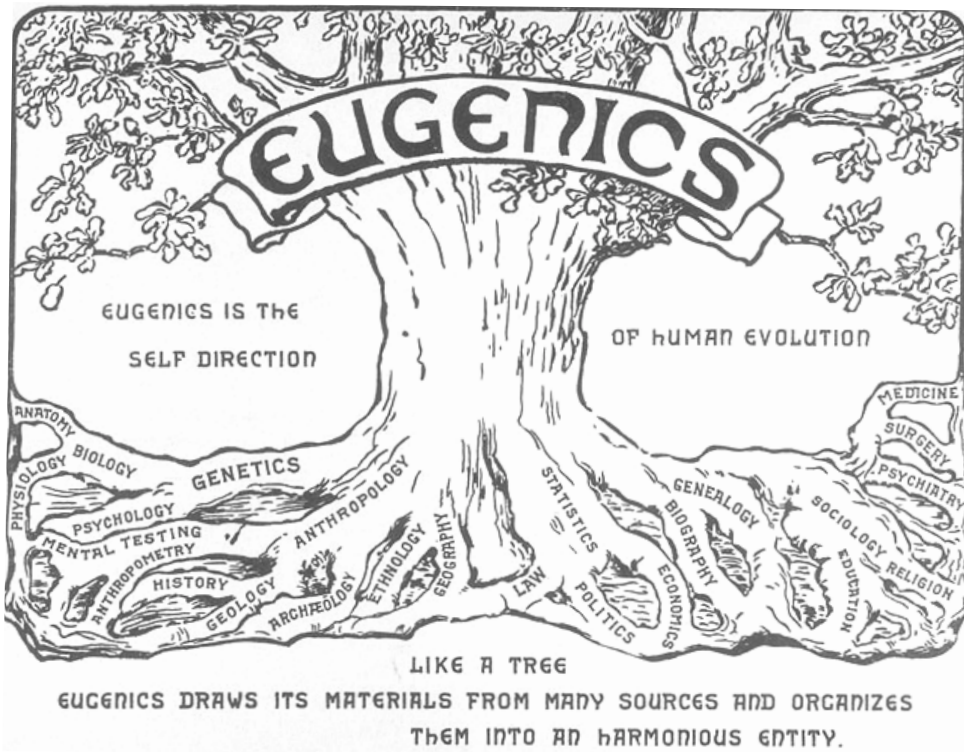 EUGENICS
EUGENICS IS THE
SELF DIRECTION
OF HUMAN EVOLUTION
ANATOMY
PHYSIOLOGY
BIOLOGY
GENETICS
PSYCHOLOGY
MENTAL TESTING
ANTHROPOMETRY
HISTORY
GEOLOGY
ANTHROPOLOGY
ARCHÆOLOGY
ETHNOLOGY
GEOGRAPHY
LAW
STATISTICS
POLITICS
ECONOMICS
BIOGRAPHY
GENEALOGY
EDUCATION
SOCIOLOGY
RELIGION
PSYCHIATRY
SURGERY
MEDICINE
LIKE A TREE
EUGENICS DRAWS ITS MATERIALS FROM MANY SOURCES AND ORGANIZES
THEM INTO AN HARMONIOUS ENTITY.